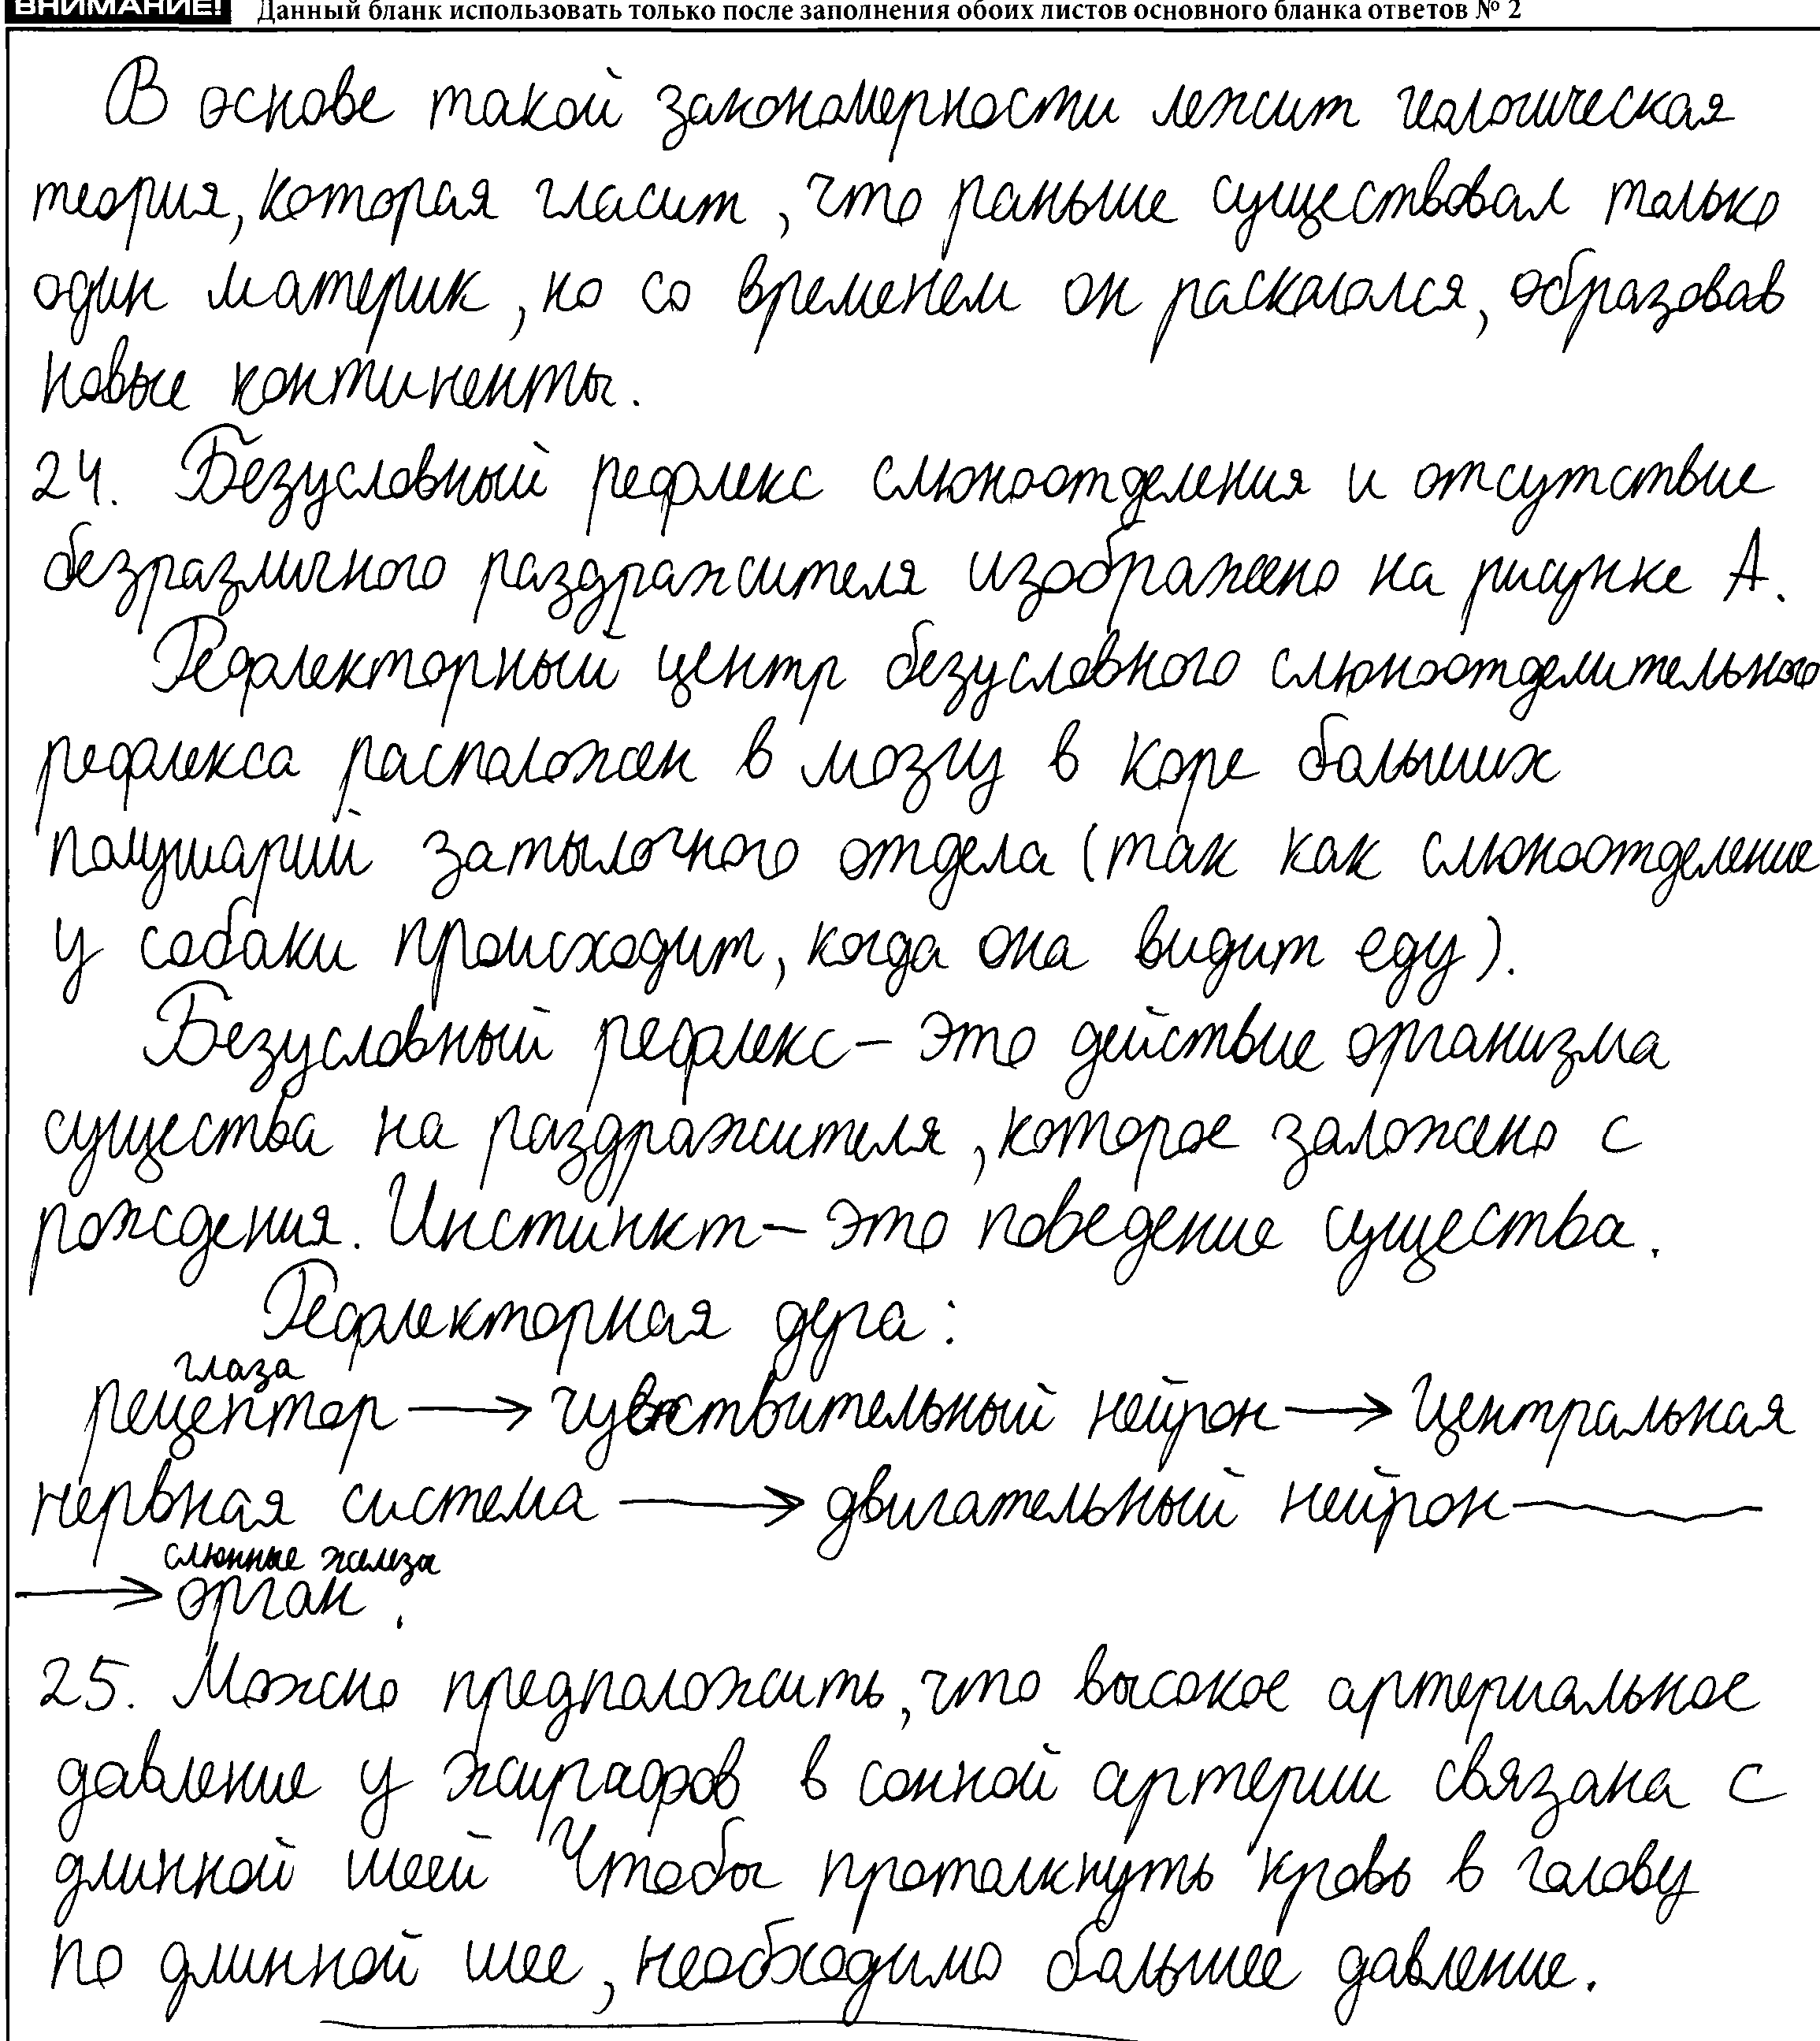 ВНИМАНИЕ! Данный бланк использовать только после заполнения обоих листов основного бланка ответов № 2
В основе такой закономерности лежит геологическая
теория, которая гласит, что раньше существовал только
один материк, но со временем он раскололся, образовав
новые континенты.
24. Безусловный рефлекс слюноотделения и отсутствие
безразличного раздражителя изображено на рисунке А.
Рефлекторный центр безусловного слюноотделительного
рефлекса расположен в мозгу в коре больших
полушарий затылочного отдела (так как слюноотделение
у собаки происходит, когда она видит еду).
Безусловный рефлекс – это действие организма
существа на раздражителя, которое заложено с
рождения. Инстинкт – это поведение существа.
Рефлекторная дуга:
глаза
рецептор → чувствительный нейрон → Центральная
нервная система → двигательный нейрон —
слюнные железа
→ орган.
25. Можно предположить, что высокое артериальное
давление у жирафов в сонной артерии связана с
длинной шеей Чтобы протолкнуть кровь в голову
по длинной шее, необходимо большее давление.